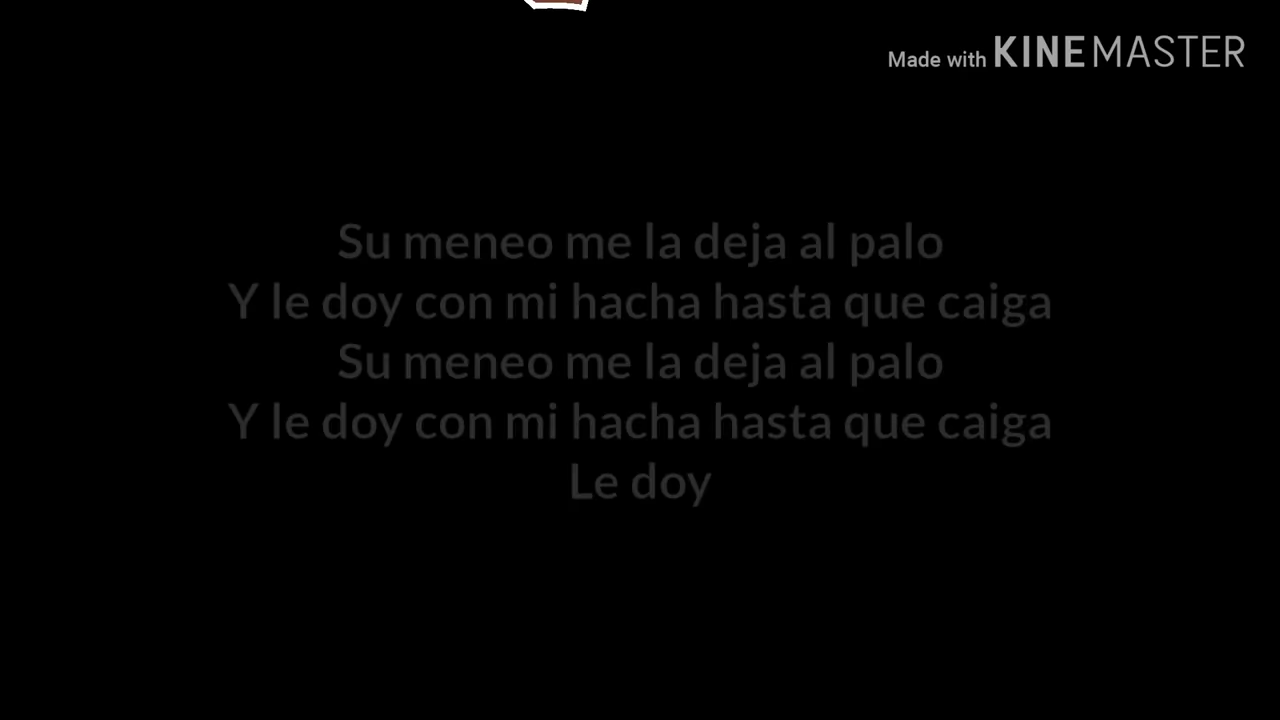 Made with KINEMASTER
Su meneo me la deja al palo
Y le doy con mi hacha hasta que caiga
Su meneo me la deja al palo
Y le doy con mi hacha hasta que caiga
Le doy